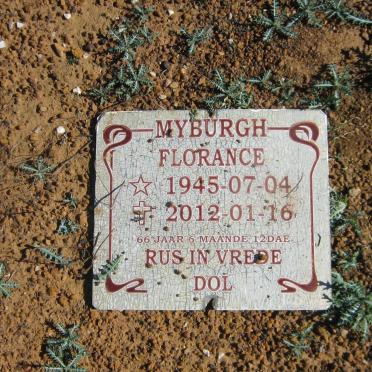 MYBURGH
FLORANCE
1945-07-04
2012-01-16
66 JAAR 6 MAANDE 12DAE
RUS IN VREDE
DOL